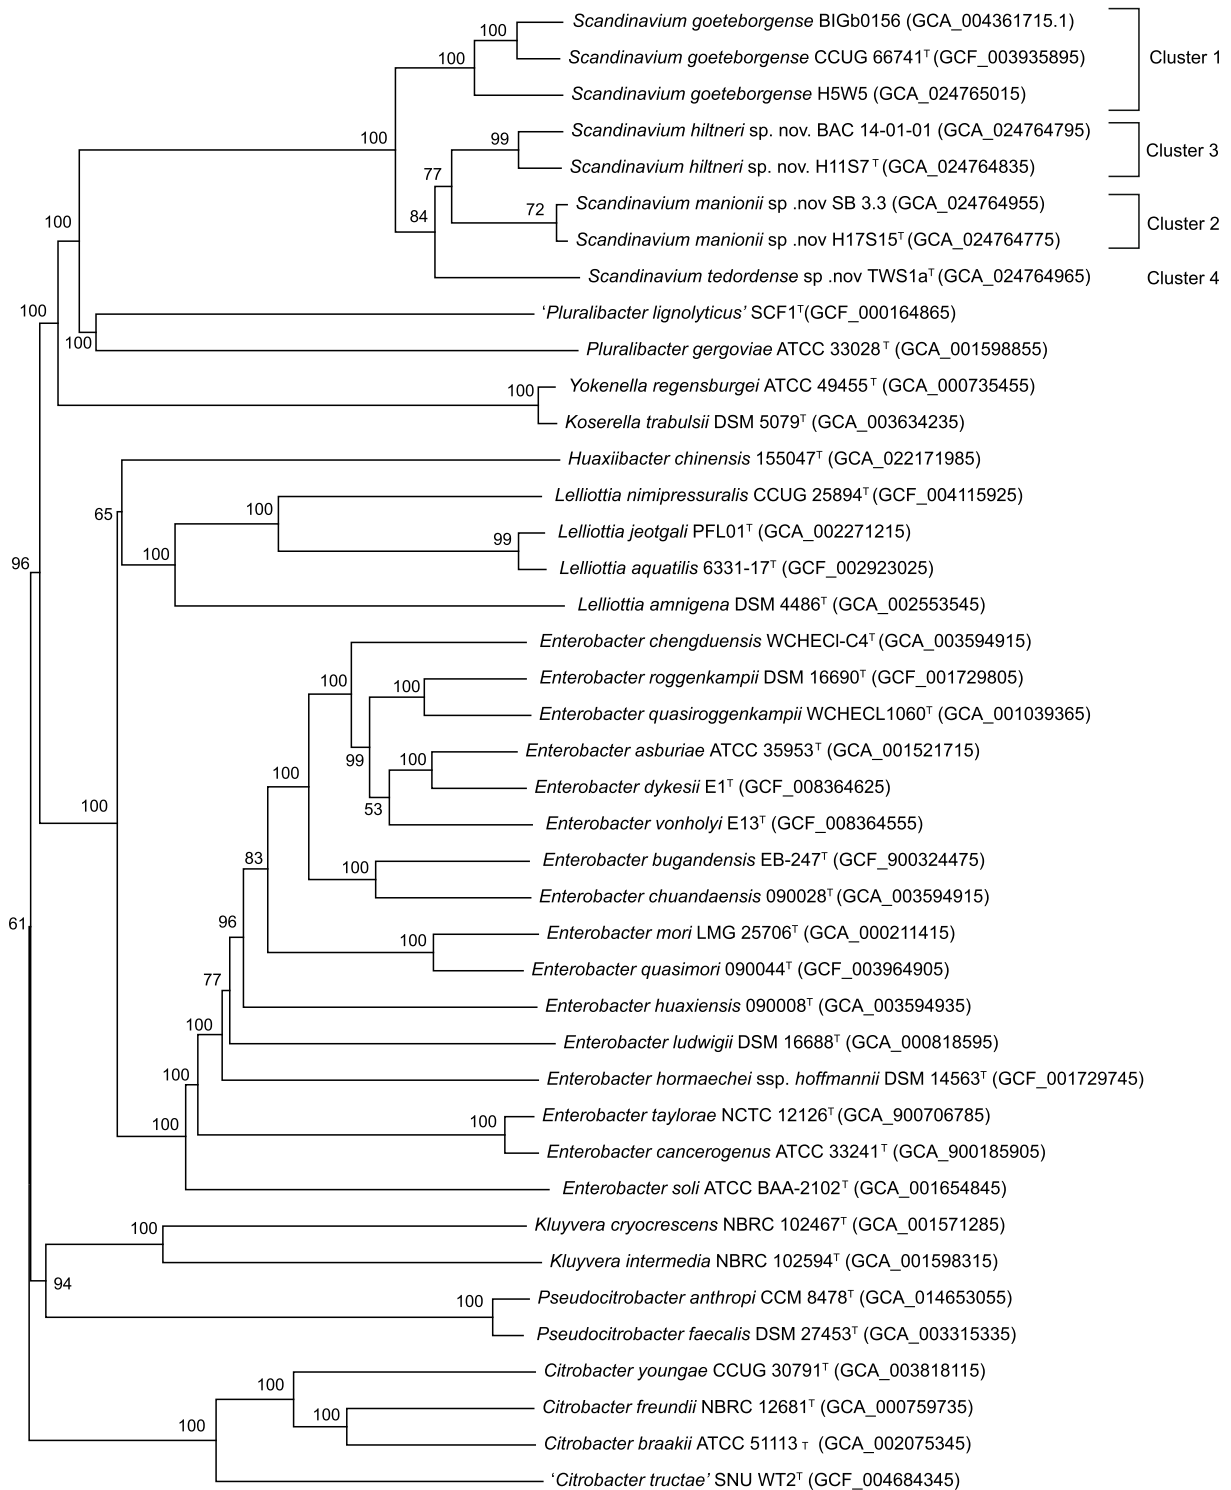 Scandinavium goeteborgense BIGb0156 (GCA_004361715.1)
100
Scandinavium goeteborgense CCUG 66741ᵀ (GCF_003935895)
Cluster 1
100
Scandinavium goeteborgense H5W5 (GCA_024765015)
Scandinavium hiltneri sp. nov. BAC 14-01-01 (GCA_024764795)
100
99
Cluster 3
Scandinavium hiltneri sp. nov. H11S7 ᵀ (GCA_024764835)
77
Scandinavium manionii sp .nov SB 3.3 (GCA_024764955)
72
84
Cluster 2
100
Scandinavium manionii sp .nov H17S15ᵀ (GCA_024764775)
Scandinavium tedordense sp .nov TWS1aᵀ (GCA_024764965)
Cluster 4
100
‘Pluralibacter lignolyticus’ SCF1ᵀ(GCF_000164865)
100
Pluralibacter gergoviae ATCC 33028 ᵀ (GCA_001598855)
Yokenella regensburgei ATCC 49455 ᵀ (GCA_000735455)
100
Koserella trabulsii DSM 5079ᵀ (GCA_003634235)
Huaxiibacter chinensis 155047ᵀ (GCA_022171985)
Lelliottia nimipressuralis CCUG 25894ᵀ (GCF_004115925)
100
65
Lelliottia jeotgali PFL01ᵀ (GCA_002271215)
99
100
96
Lelliottia aquatilis 6331-17ᵀ (GCF_002923025)
Lelliottia amnigena DSM 4486ᵀ (GCA_002553545)
Enterobacter chengduensis WCHECl-C4ᵀ (GCA_003594915)
100
Enterobacter roggenkampii DSM 16690ᵀ (GCF_001729805)
100
Enterobacter quasiroggenkampii WCHECL1060ᵀ (GCA_001039365)
Enterobacter asburiae ATCC 35953ᵀ (GCA_001521715)
99
100
100
Enterobacter dykesii E1ᵀ (GCF_008364625)
100
53
Enterobacter vonholyi E13ᵀ (GCF_008364555)
83
Enterobacter bugandensis EB-247ᵀ (GCF_900324475)
100
Enterobacter chuandaensis 090028ᵀ (GCA_003594915)
61
96
Enterobacter mori LMG 25706ᵀ (GCA_000211415)
100
Enterobacter quasimori 090044ᵀ (GCF_003964905)
77
Enterobacter huaxiensis 090008ᵀ (GCA_003594935)
100
Enterobacter ludwigii DSM 16688ᵀ (GCA_000818595)
100
Enterobacter hormaechei ssp. hoffmannii DSM 14563ᵀ (GCF_001729745)
Enterobacter taylorae NCTC 12126ᵀ (GCA_900706785)
100
100
Enterobacter cancerogenus ATCC 33241ᵀ (GCA_900185905)
Enterobacter soli ATCC BAA-2102ᵀ (GCA_001654845)
Kluyvera cryocrescens NBRC 102467ᵀ (GCA_001571285)
100
Kluyvera intermedia NBRC 102594ᵀ (GCA_001598315)
94
Pseudocitrobacter anthropi CCM 8478ᵀ (GCA_014653055)
100
Pseudocitrobacter faecalis DSM 27453ᵀ (GCA_003315335)
Citrobacter youngae CCUG 30791ᵀ (GCA_003818115)
100
Citrobacter freundii NBRC 12681ᵀ (GCA_000759735)
100
100
Citrobacter braakii ATCC 51113 ᴛ (GCA_002075345)
‘Citrobacter tructae’ SNU WT2ᵀ (GCF_004684345)